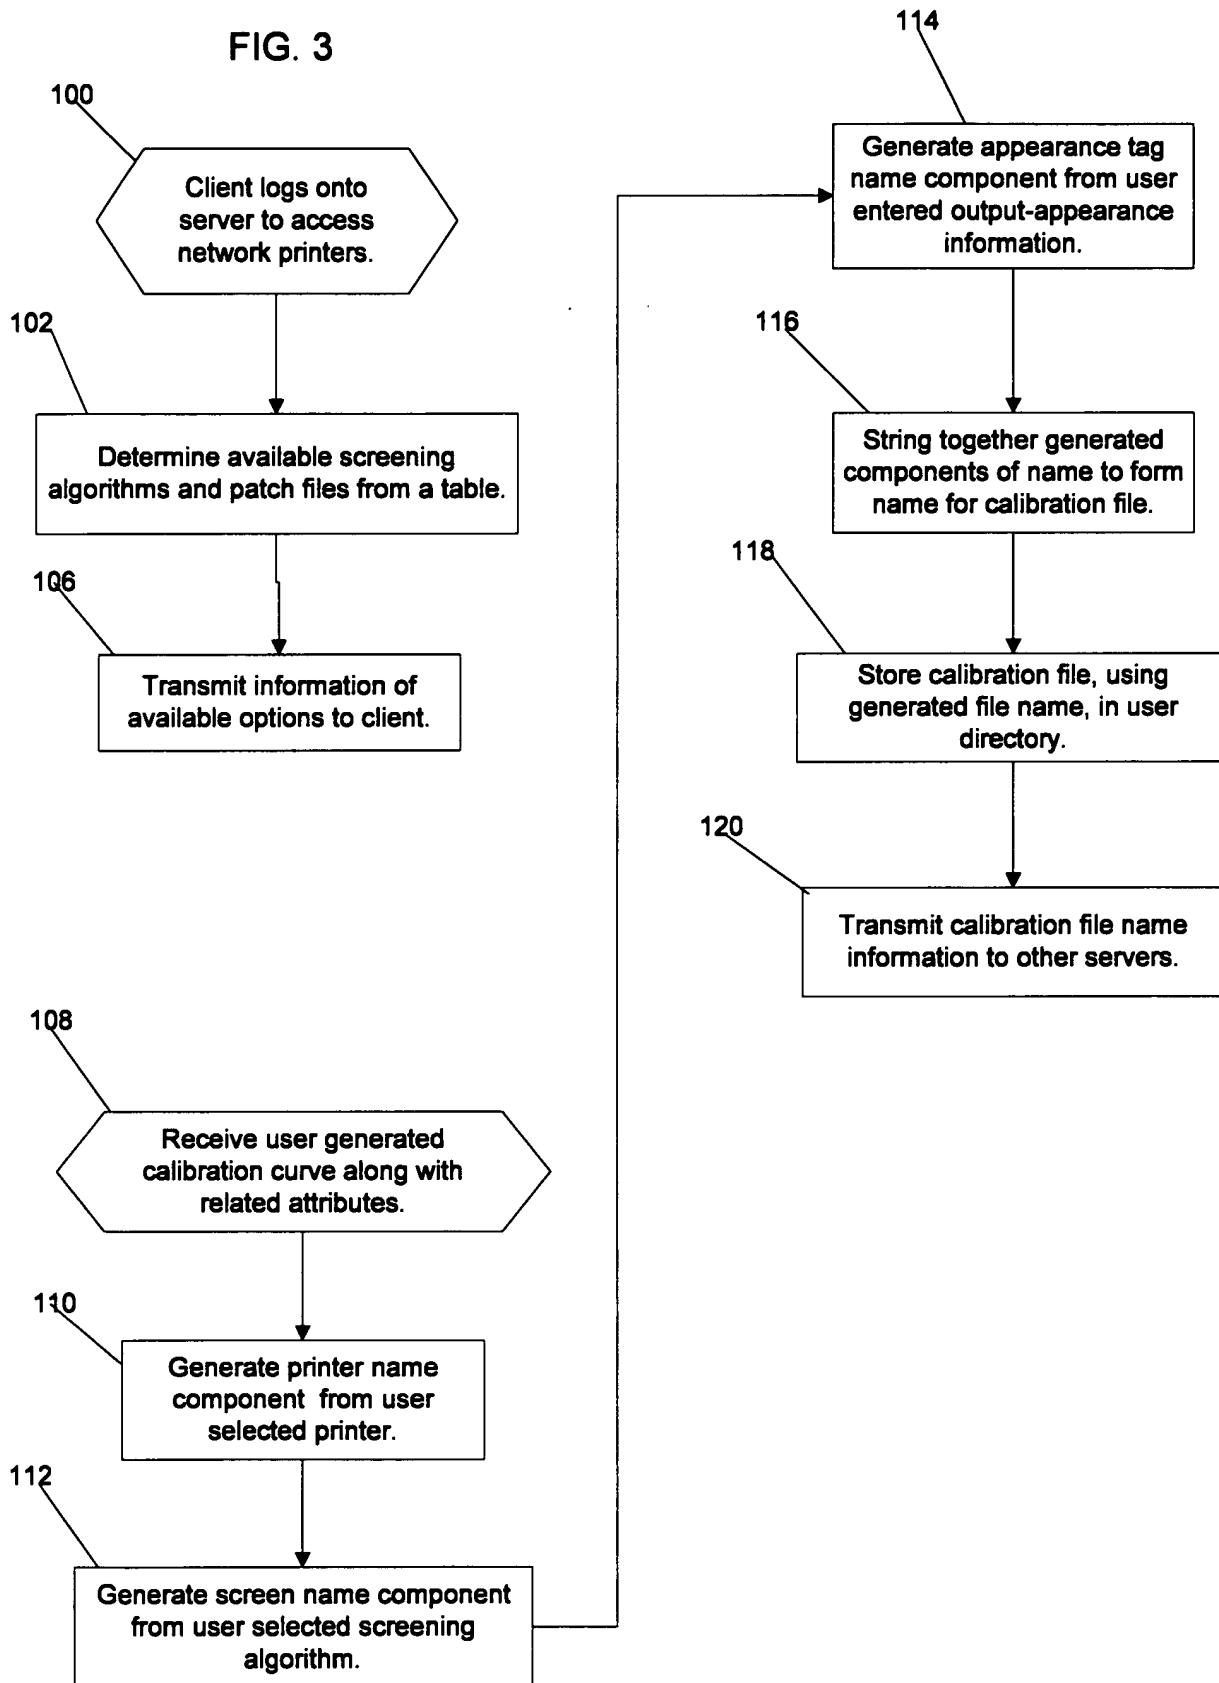 FIG. 3
100
Client logs onto
server to access
network printers.
102
Determine available screening
algorithms and patch files from a table.
106
Transmit information of
available options to client.
108
Receive user generated
calibration curve along with
related attributes.
110
Generate printer name
component from user
selected printer.
112
Generate screen name component
from user selected screening
algorithm.
114
Generate appearance tag
name component from user
entered output-appearance
information.
116
String together generated
components of name to form
name for calibration file.
118
Store calibration file, using
generated file name, in user
directory.
120
Transmit calibration file name
information to other servers.